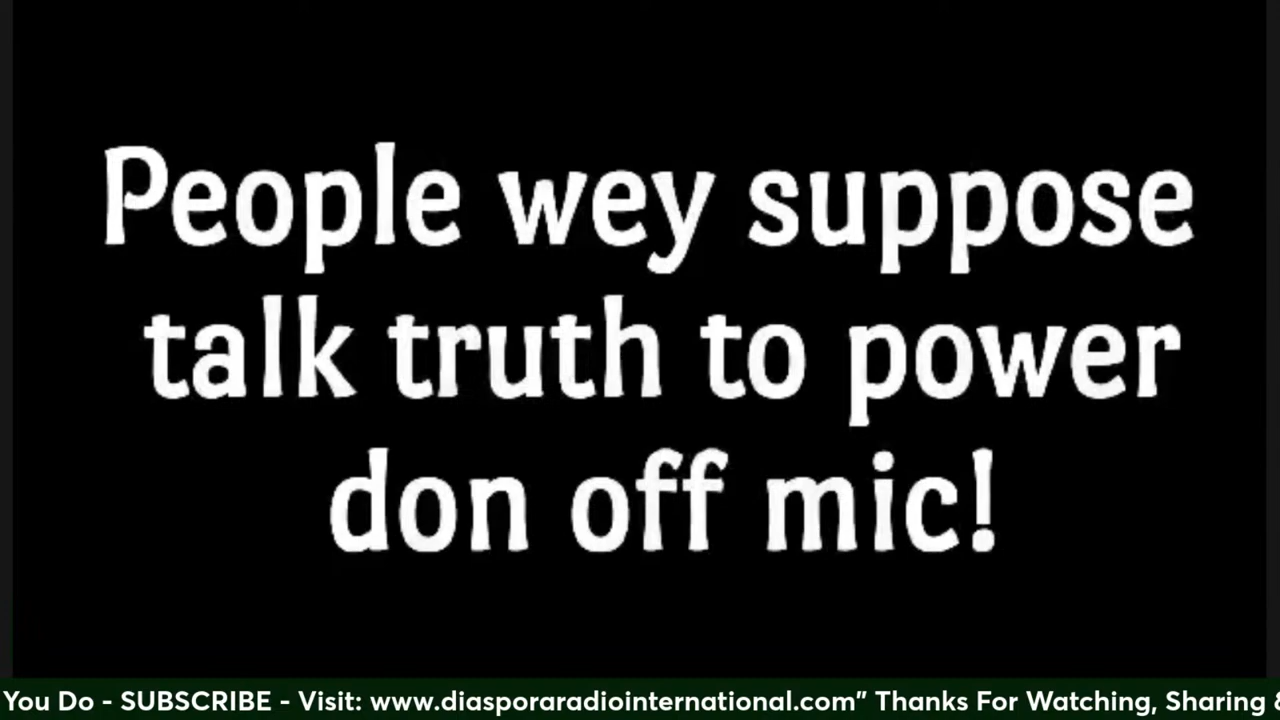 People wey suppose
talk truth to power
don off mic!
You Do - SUBSCRIBE - Visit: www.diasporaradiointernational.com” Thanks For Watching, Sharing &